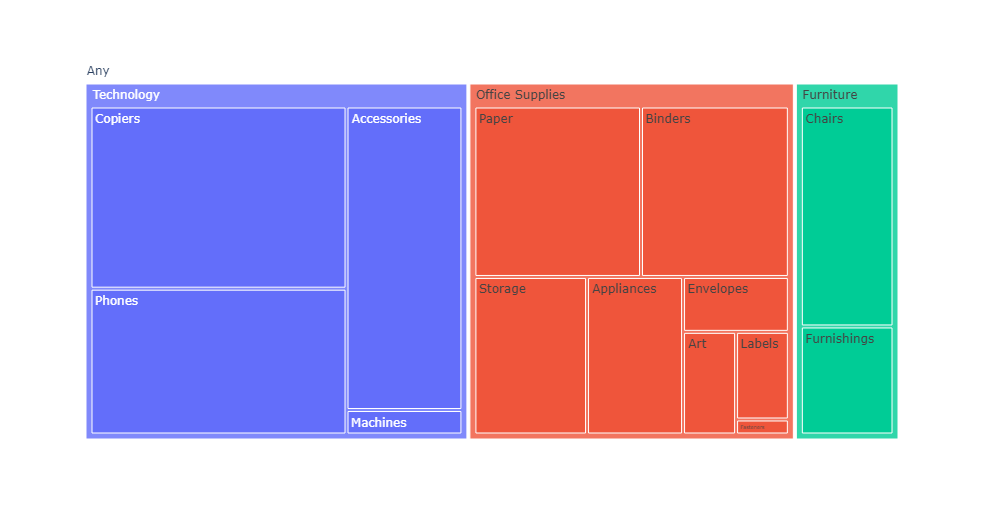 Any
Technology
Copiers
Accessories
Phones
Machines
Office Supplies
Paper
Binders
Storage
Appliances
Envelopes
Art
Labels
Fasteners
Furniture
Chairs
Furnishings